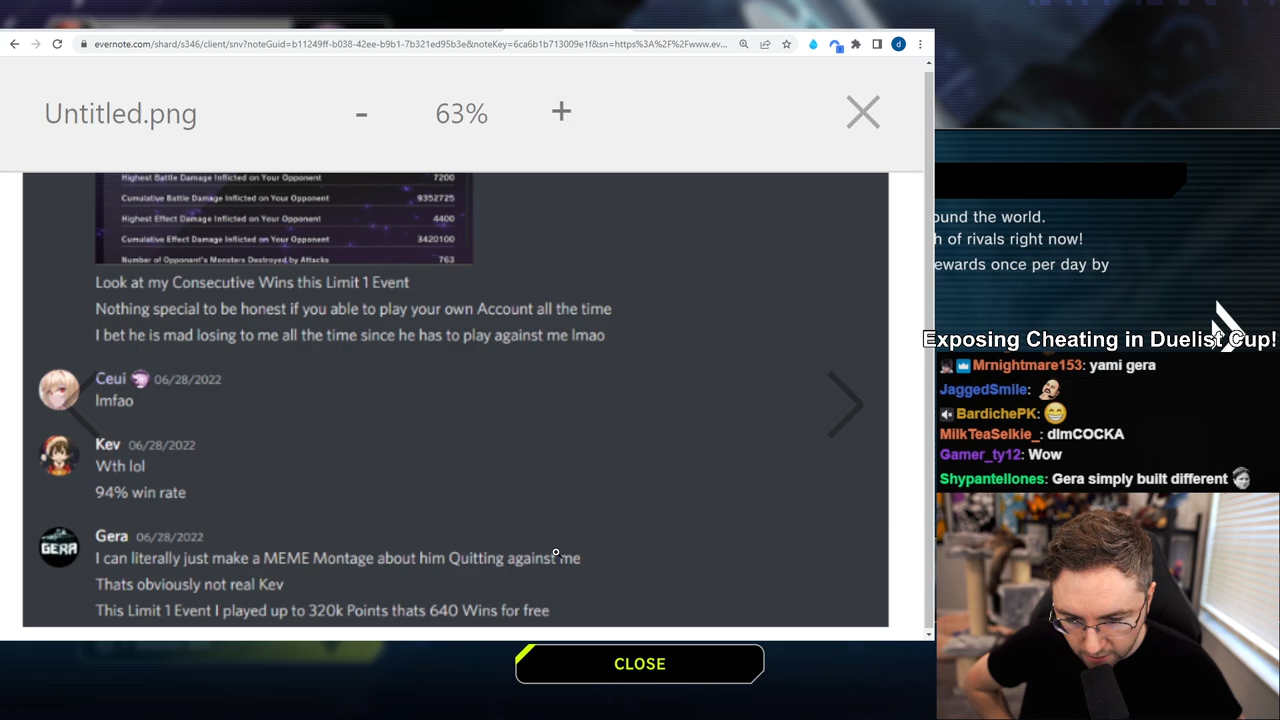 evernote.com/shard/s346/client/snv?noteGuid=b11249ff-b038-42ee-b9b1-7b321ed95b3e&noteKey=6ca6b1b713009e1f&sn=https%3A%2F%2Fwww.ev...
Untitled.png
-
63%
+
Highest Battle Damage Inflicted on Your Opponent 7200
Cumulative Battle Damage Inflicted on Your Opponent 9352725
Highest Effect Damage Inflicted on Your Opponent 4400
Cumulative Effect Damage Inflicted on Your Opponent 3420100
Number of Opponent's Monsters Destroyed by Attacks 763
Look at my Consecutive Wins this Limit 1 Event
Nothing special to be honest if you able to play your own Account all the time
I bet he is mad losing to me all the time since he has to play against me lmao
Ceui 06/28/2022
lmfao
Kev 06/28/2022
Wth lol
94% win rate
GERA
Gera 06/28/2022
I can literally just make a MEME Montage about him Quitting against me
Thats obviously not real Kev
This Limit 1 Event I played up to 320k Points thats 640 Wins for free
ound the world.
h of rivals right now!
ewards once per day by
Exposing Cheating in Duelist Cup!
Mrnightmare153: yami gera
JaggedSmile:
BardichePK:
MilkTeaSelkie_: dlmCOCKA
Gamer_ty12: Wow
Shypantellones: Gera simply built different
CLOSE